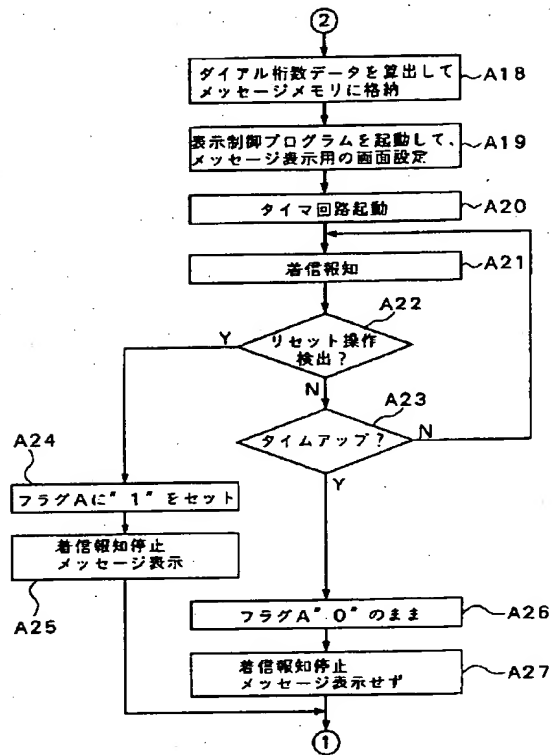 ②
ダイアル桁数データを算出して
メッセージメモリに格納
A18
表示制御プログラムを起動して、
メッセージ表示用の画面設定
A19
タイマ回路起動
A20
着信報知
A21
A22
リセット操作
検出?
Y
N
A23
タイムアップ?
N
Y
A24
フラグAに"1"をセット
着信報知停止
メッセージ表示
A25
フラグA"0"のまま
A26
着信報知停止
メッセージ表示せず
A27
①